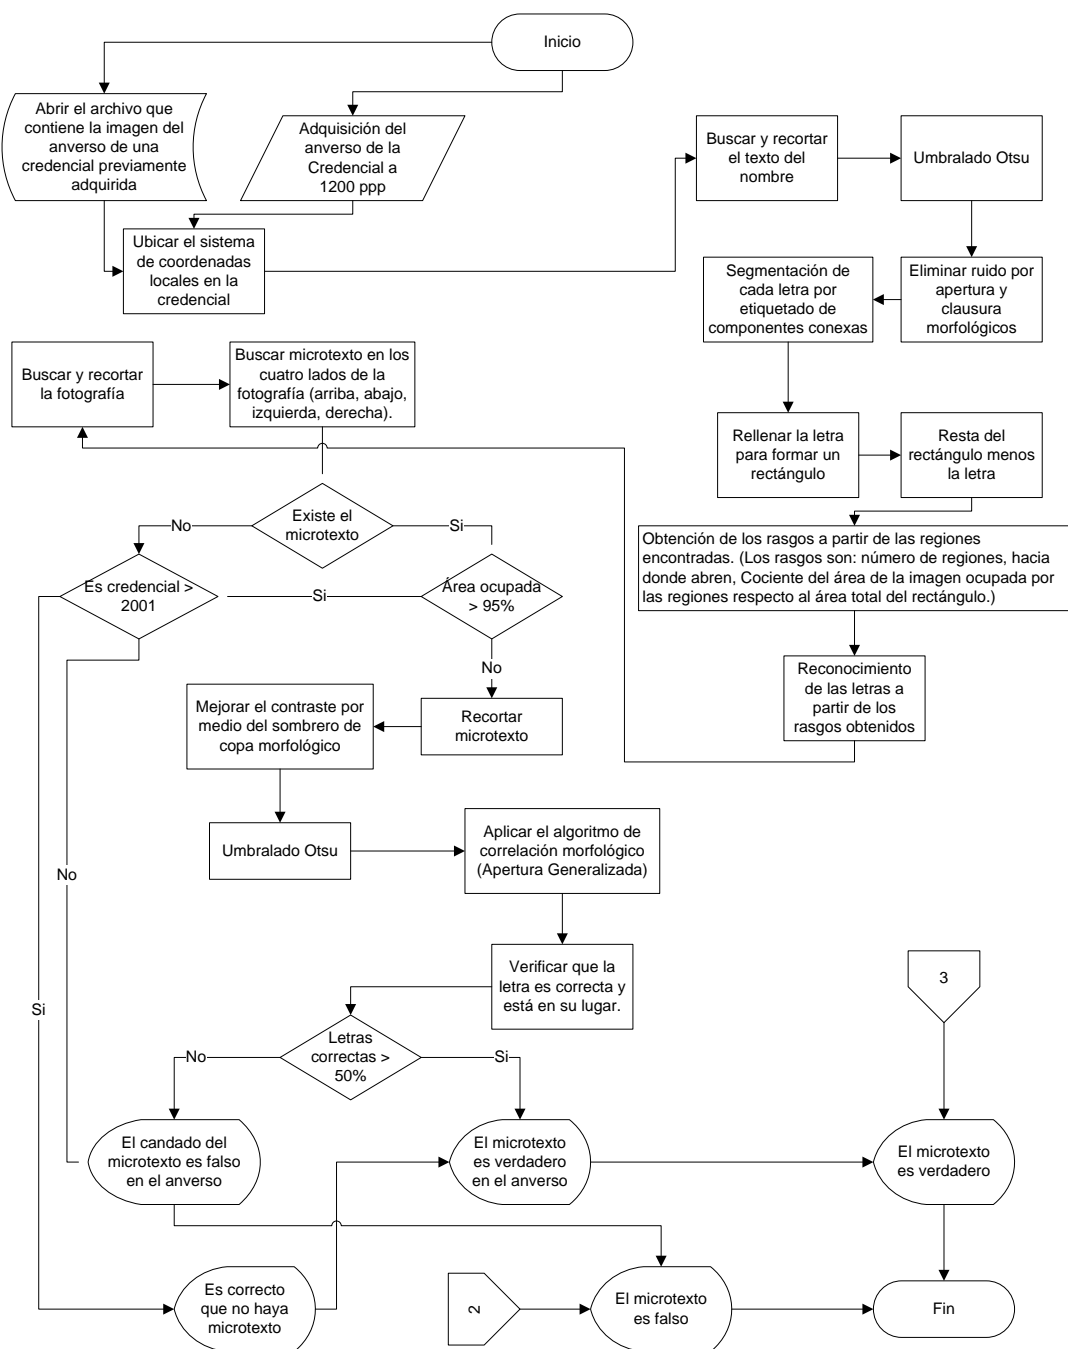 Inicio
Abrir el archivo que
contiene la imagen del
anverso de una
credencial previamente
adquirida
Adquisición del
anverso de la
Credencial a
1200 ppp
Ubicar el sistema
de coordenadas
locales en la
credencial
Buscar y recortar
el texto del
nombre
Umbralado Otsu
Eliminar ruido por
apertura y
clausura
morfológicos
Segmentación de
cada letra por
etiquetado de
componentes conexas
Rellenar la letra
para formar un
rectángulo
Resta del
rectángulo menos
la letra
Obtención de los rasgos a partir de las regiones
encontradas. (Los rasgos son: número de regiones, hacia
donde abren, Cociente del área de la imagen ocupada por
las regiones respecto al área total del rectángulo.)
Reconocimiento
de las letras a
partir de los
rasgos obtenidos
Buscar y recortar
la fotografía
Buscar microtexto en los
cuatro lados de la
fotografía (arriba, abajo,
izquierda, derecha).
Existe el
microtexto
No
Si
Es credencial >
2001
Si
Área ocupada
> 95%
No
Recortar
microtexto
Mejorar el contraste por
medio del sombrero de
copa morfológico
Umbralado Otsu
Aplicar el algoritmo de
correlación morfológico
(Apertura Generalizada)
No
Si
Verificar que la
letra es correcta y
está en su lugar.
Letras
correctas >
50%
No
Si
3
El candado del
microtexto es falso
en el anverso
El microtexto
es verdadero
en el anverso
El microtexto
es verdadero
Es correcto
que no haya
microtexto
2
El microtexto
es falso
Fin